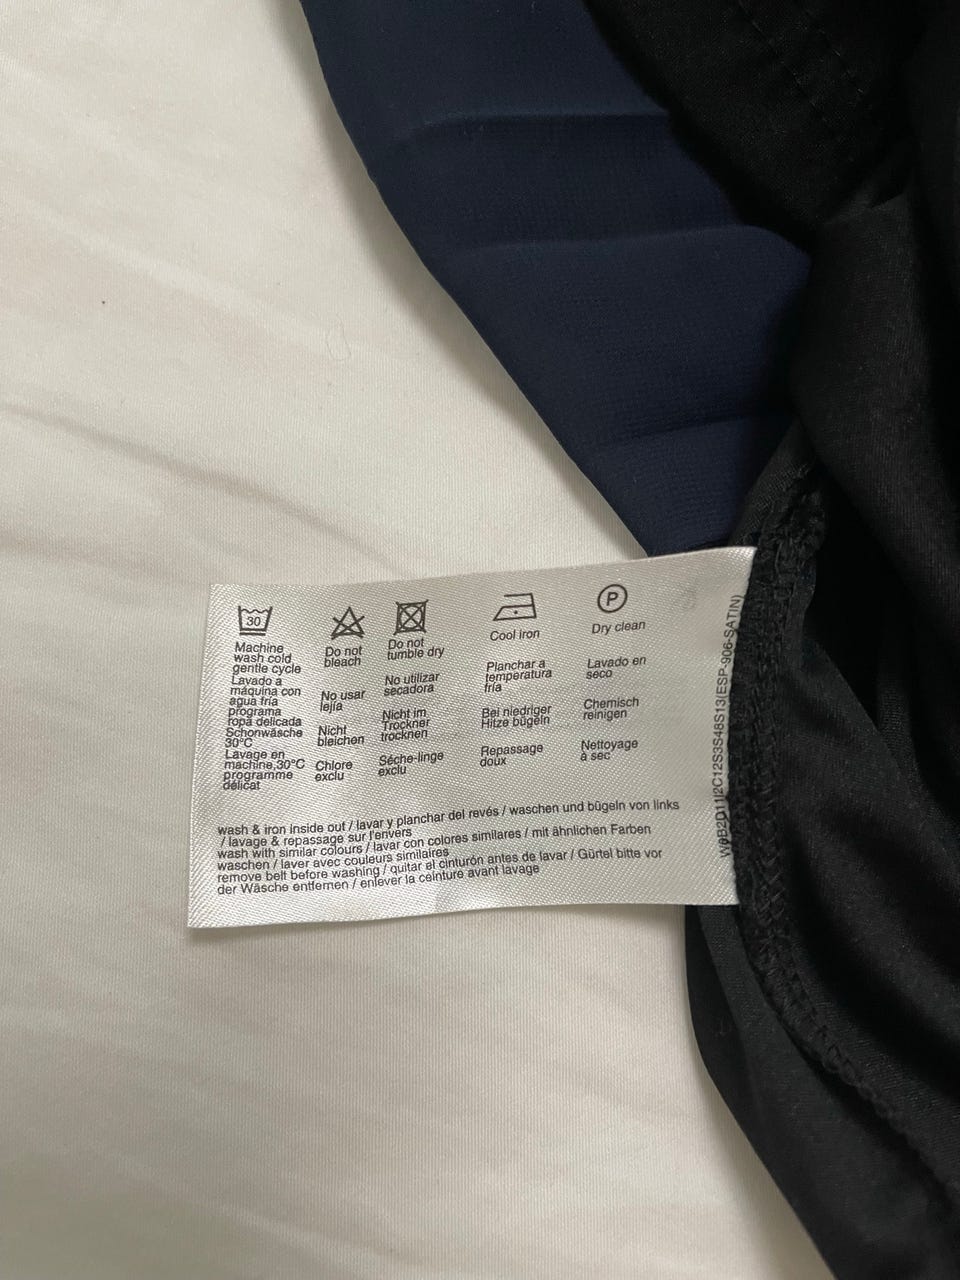 30
Machine
wash cold
gentle cycle
Lavado a
máquina con
agua fría
programa
ropa delicada
Schonwäsche
30°C
Lavage en
machine,30°C
programme
délicat
Do not
bleach
No usar
lejía
Nicht
bleichen
Chlore
exclu
Do not
tumble dry
No utilizar
secadora
Nicht im
Trockner
trocknen
Séche-linge
exclu
Cool iron
Planchar a
temperatura
fría
Bei niedriger
Hitze bügeln
Repassage
doux
P
Dry clean
Lavado en
seco
Chemisch
reinigen
Nettoyage
à sec
wash & iron inside out / lavar y planchar del revés / waschen und bügeln von links
/ lavage & repassage sur l'envers
wash with similar colours / lavar con colores similares / mit ähnlichen Farben
waschen / laver avec couleurs similaires
remove belt before washing / quitar el cinturón antes de lavar / Gürtel bitte vor
der Wäsche entfernen / enlever la ceinture avant lavage